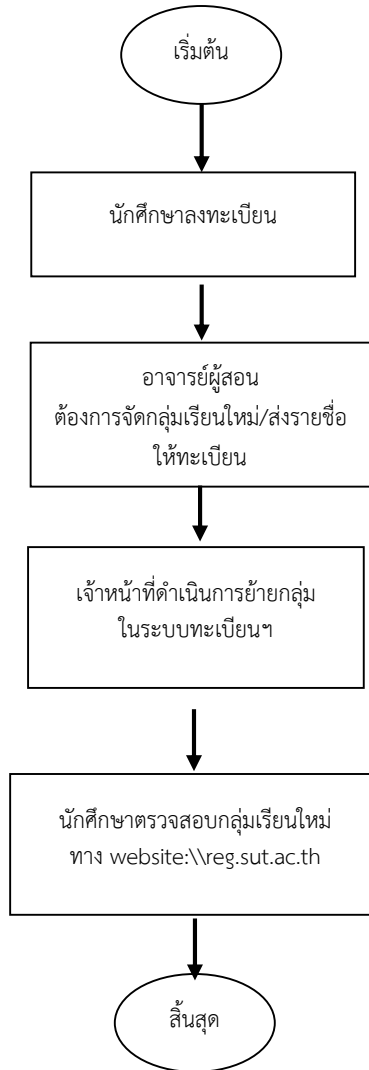 เริ่มต้น
นักศึกษาลงทะเบียน
อาจารย์ผู้สอน
ต้องการจัดกลุ่มเรียนใหม่/ส่งรายชื่อ
ให้ทะเบียน
เจ้าหน้าที่ดำเนินการย้ายกลุ่ม
ในระบบทะเบียนฯ
นักศึกษาตรวจสอบกลุ่มเรียนใหม่
ทาง website:\\reg.sut.ac.th
สิ้นสุด